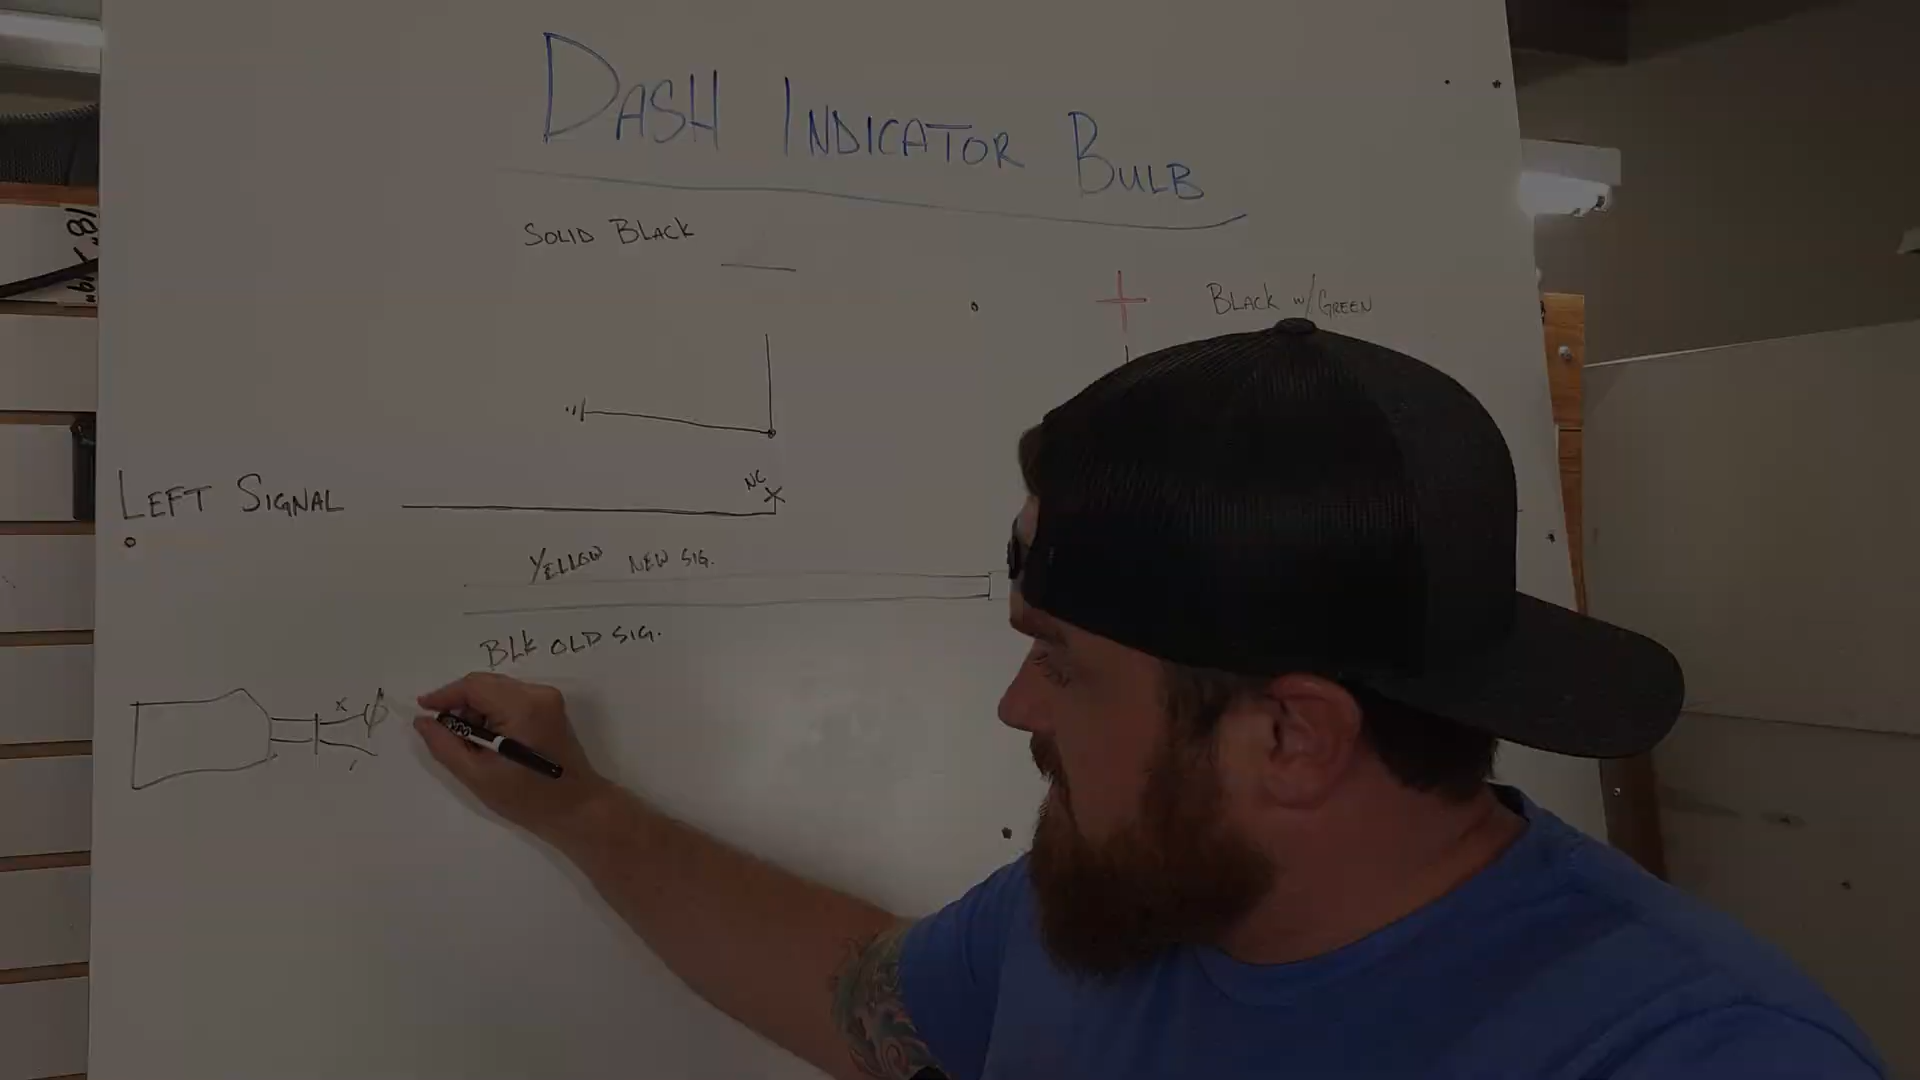 DASH INDICATOR BULB
SOLID BLACK
BLACK W/ GREEN
NC
LEFT SIGNAL
YELLOW NEW SIG.
BLK OLD SIG.